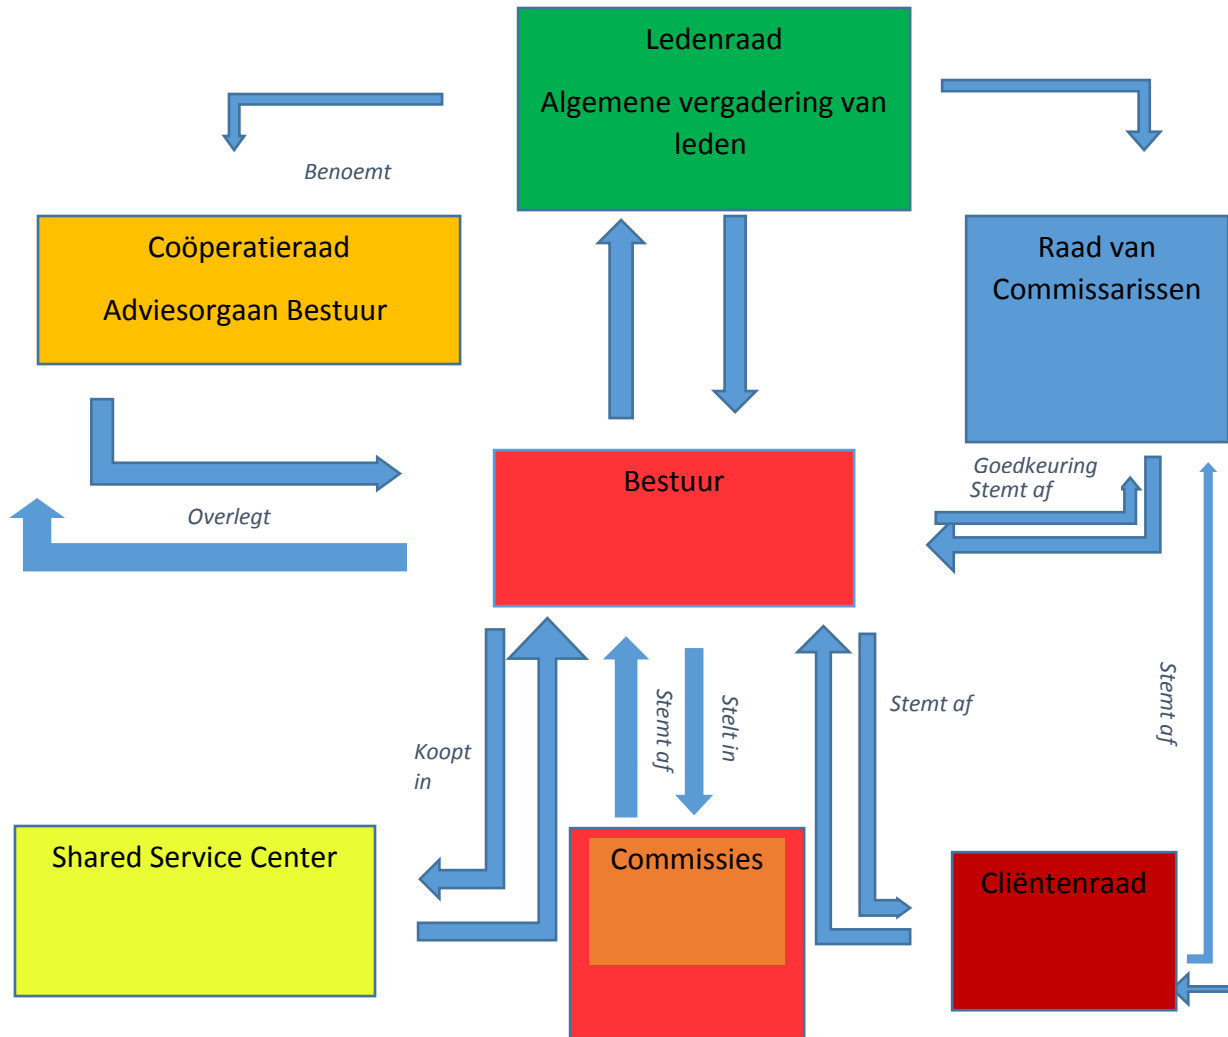 Ledenraad
Algemene vergadering van
leden
Benoemt
Coöperatieraad
Adviesorgaan Bestuur
Raad van
Commissarissen
Bestuur
Goedkeuring
Stemt af
Overlegt
Koopt
in
Stemt af
Stelt in
Stemt af
Stemt af
Shared Service Center
Commissies
Cliëntenraad